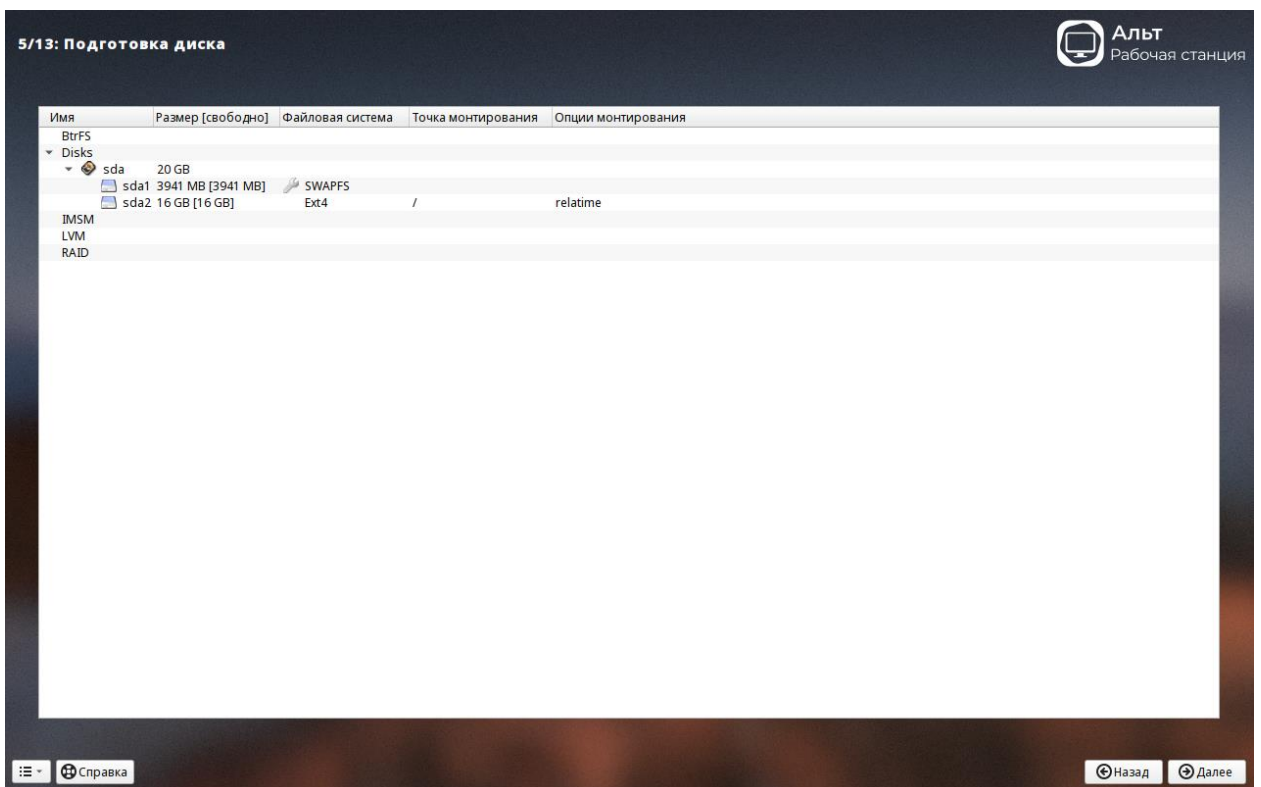 5/13: Подготовка диска
Альт
Рабочая станция
Имя Размер [свободно] Файловая система Точка монтирования Опции монтирования
BtrFS
Disks
sda 20 GB
sda1 3941 MB [3941 MB] SWAPFS
sda2 16 GB [16 GB] Ext4 / relatime
IMSM
LVM
RAID
Справка Назад Далее